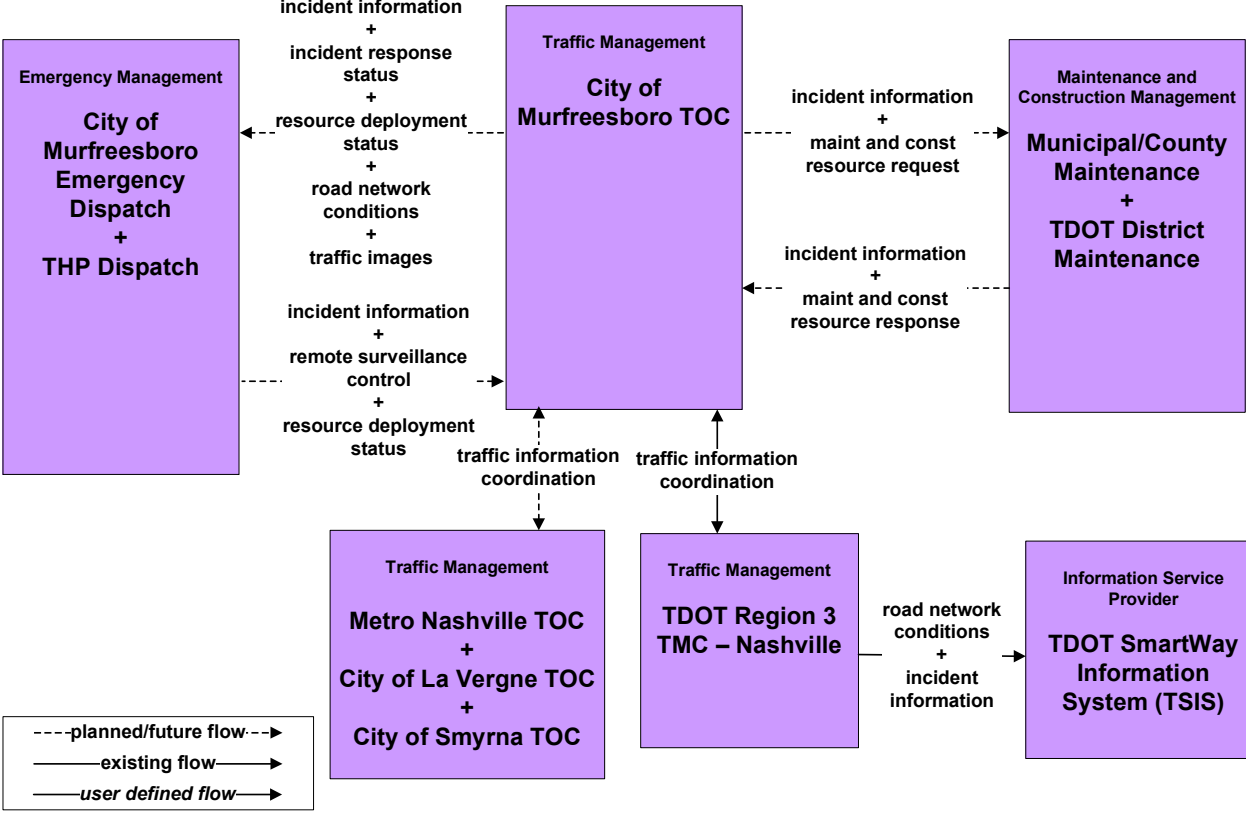 incident information
+
incident response
status
+
resource deployment
status
+
road network
conditions
+
traffic images
Emergency Management
City of
Murfreesboro
Emergency
Dispatch
+
THP Dispatch
Traffic Management
City of
Murfreesboro TOC
incident information
+
maint and const
resource request
Maintenance and
Construction Management
Municipal/County
Maintenance
+
TDOT District
Maintenance
incident information
+
maint and const
resource response
incident information
+
remote surveillance
control
+
resource deployment
status
traffic information
coordination
traffic information
coordination
Traffic Management
Metro Nashville TOC
+
City of La Vergne TOC
+
City of Smyrna TOC
Traffic Management
TDOT Region 3
TMC – Nashville
road network
conditions
+
incident
information
Information Service
Provider
TDOT SmartWay
Information
System (TSIS)
planned/future flow
existing flow
user defined flow